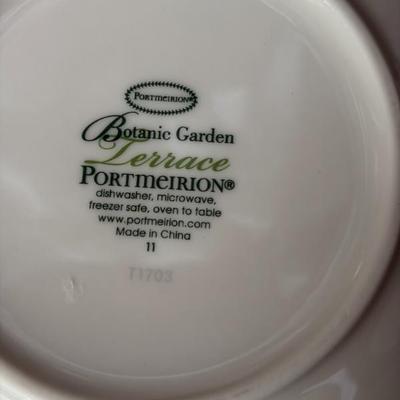 PORTMEIRION
Botanic Garden
Terrace
PORTMEIRION®
dishwasher, microwave,
freezer safe, oven to table
www.portmeirion.com
Made in China
11
T1703